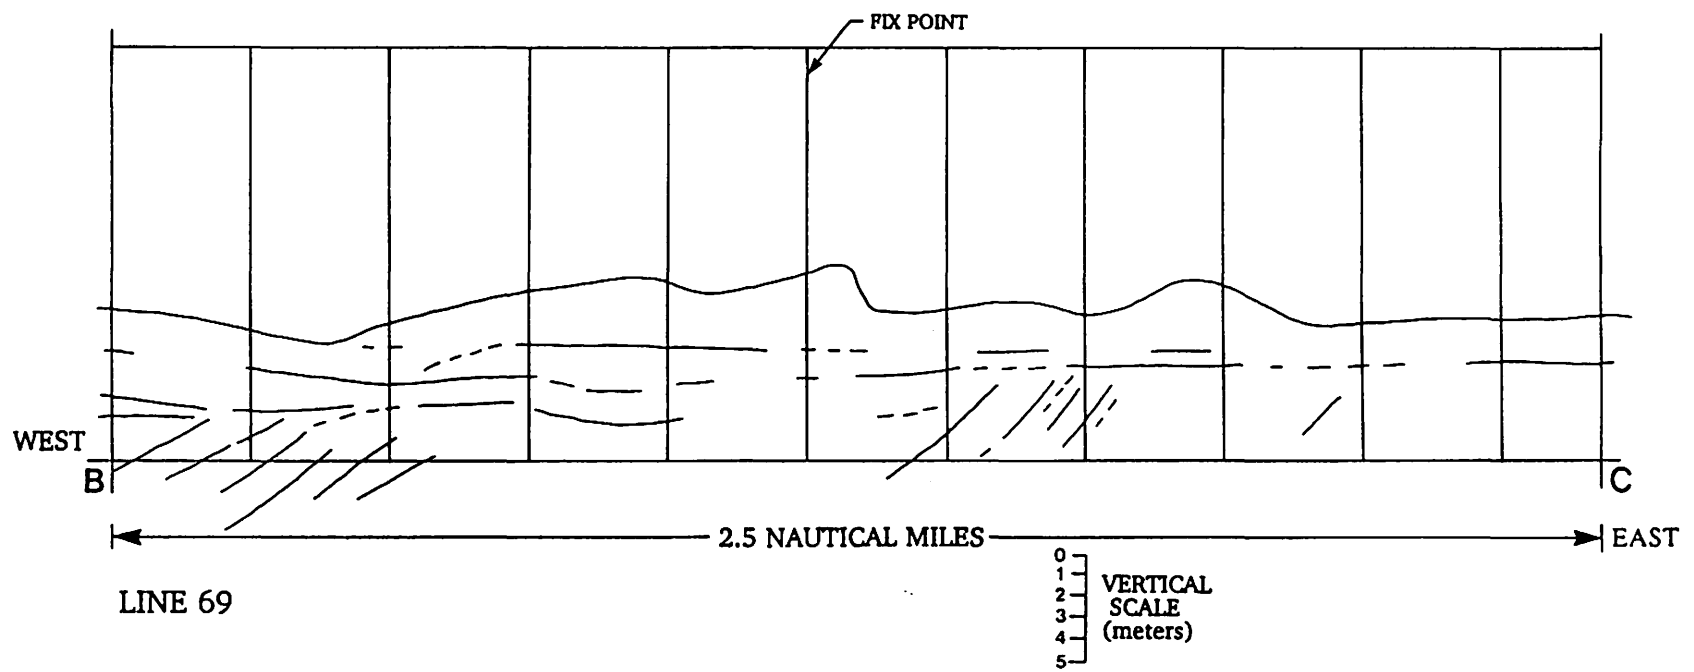 FIX POINT
WEST
B
C
2.5 NAUTICAL MILES
EAST
LINE 69
0
1
2
3
4
5
VERTICAL
SCALE
(meters)